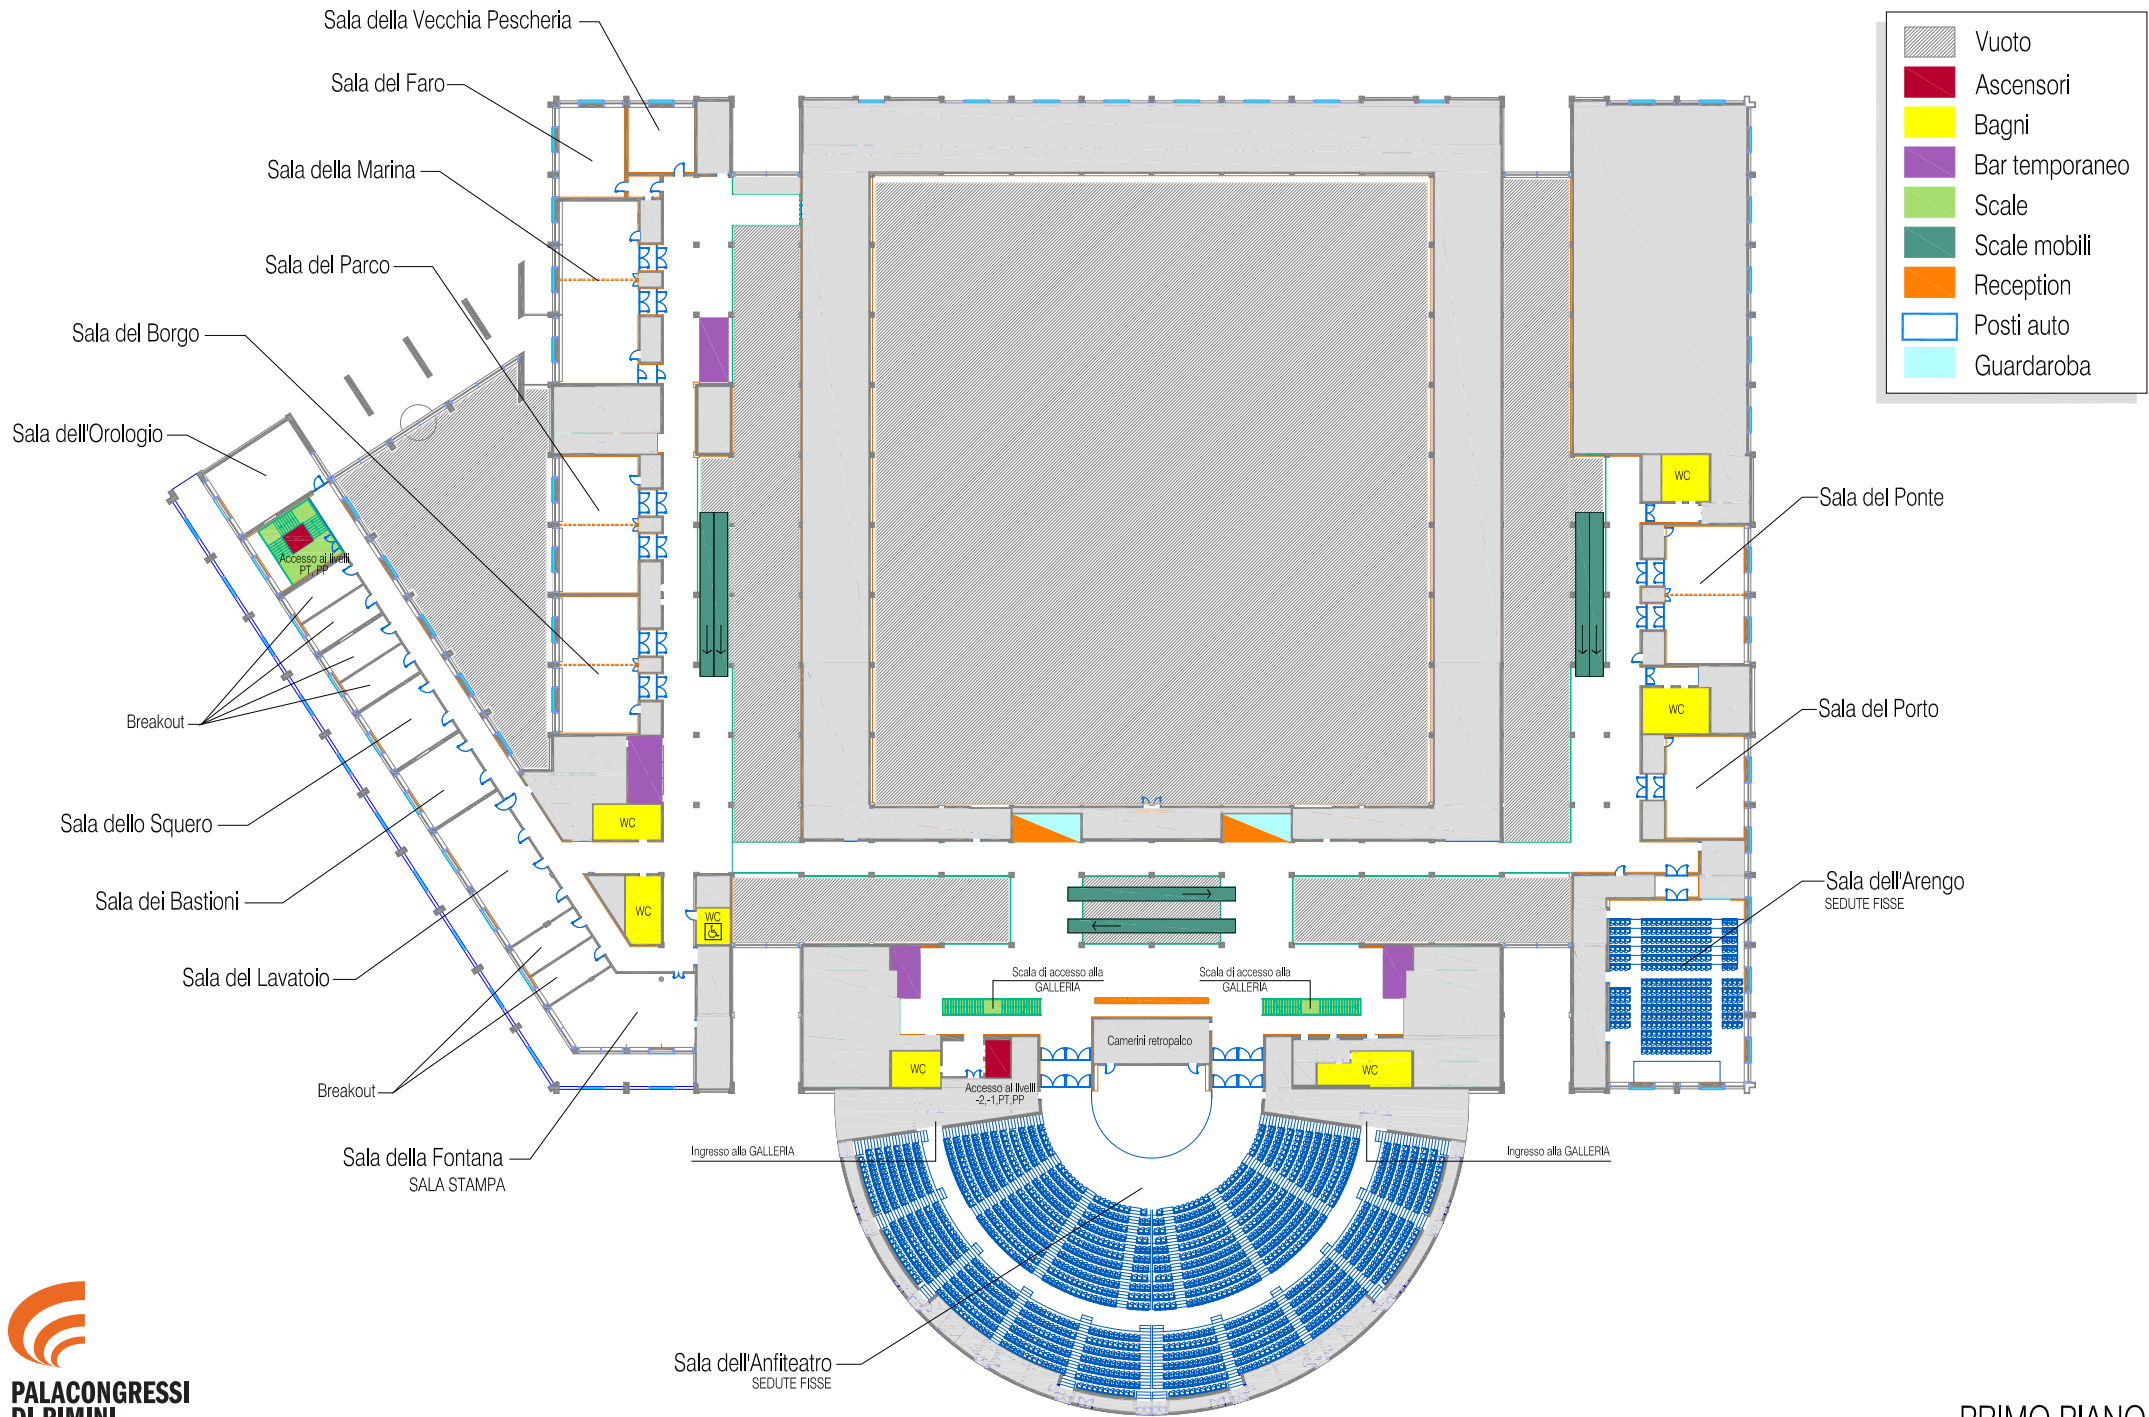 Sala della Vecchia Pescheria
Sala del Faro
Sala della Marina
Sala del Parco
Sala del Borgo
Sala dell'Orologio
Accesso ai livelli
PT, PP
Breakout
Sala dello Squero
Sala dei Bastioni
Sala del Lavatoio
Breakout
Sala della Fontana
SALA STAMPA
WC
WC
WC
Scala di accesso alla
GALLERIA
Scala di accesso alla
GALLERIA
Camerini retropalco
WC
WC
Accesso ai livelli
-2,-1,PT,PP
Ingresso alla GALLERIA
Ingresso alla GALLERIA
Sala dell'Anfiteatro
SEDUTE FISSE
WC
Sala del Ponte
WC
Sala del Porto
Sala dell'Arengo
SEDUTE FISSE
Vuoto
Ascensori
Bagni
Bar temporaneo
Scale
Scale mobili
Reception
Posti auto
Guardaroba
PALACONGRESSI
DI RIMINI
PRIMO PIANO